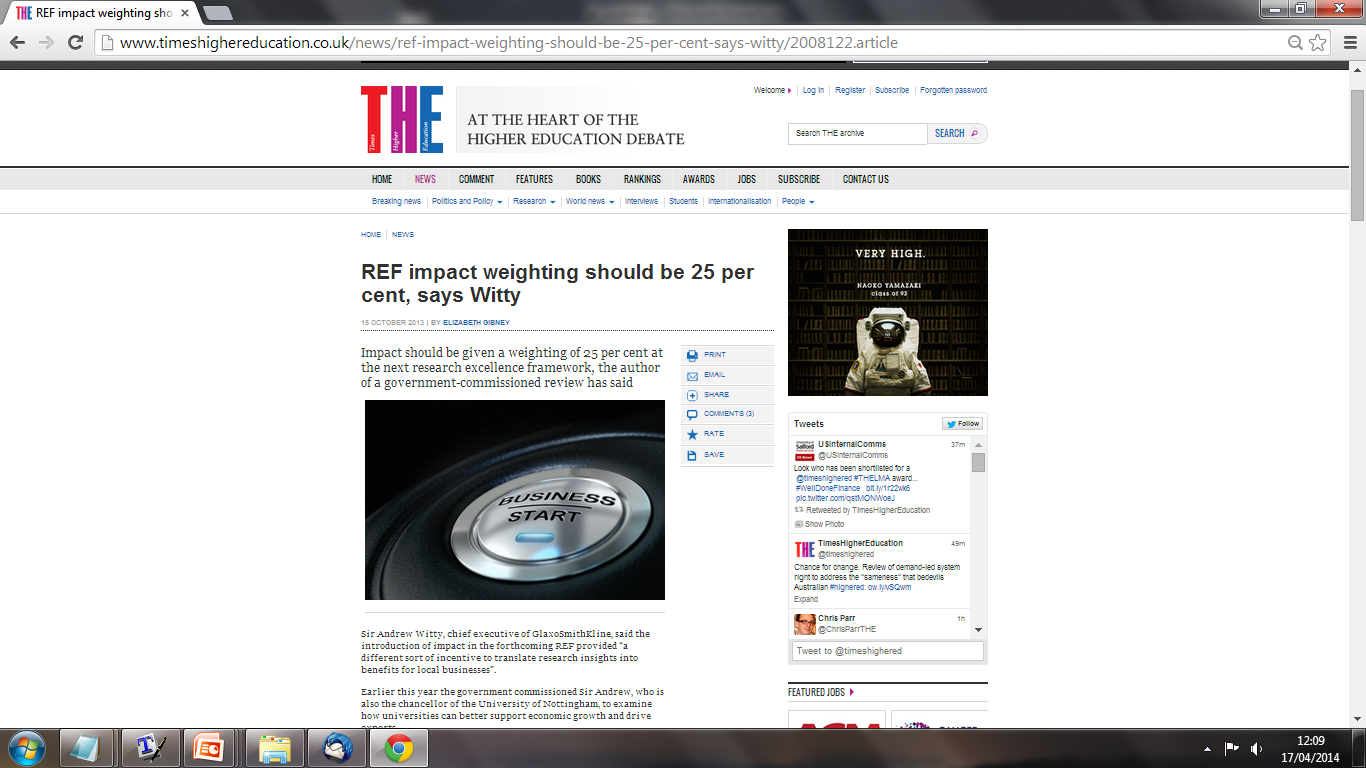 REF impact weighting sho
www.timeshighereducation.co.uk/news/ref-impact-weighting-should-be-25-per-cent-says-witty/2008122.article
THE
Times Higher Education
AT THE HEART OF THE
HIGHER EDUCATION DEBATE
Welcome Log In Register Subscribe Forgotten password
Search THE archive SEARCH
HOME NEWS COMMENT FEATURES BOOKS RANKINGS AWARDS JOBS SUBSCRIBE CONTACT US
Breaking news Politics and Policy Research World news Interviews Students Internationalisation People
HOME NEWS
REF impact weighting should be 25 per
cent, says Witty
15 OCTOBER 2013 | BY ELIZABETH GIBNEY
Impact should be given a weighting of 25 per cent at
the next research excellence framework, the author
of a government-commissioned review has said
PRINT
EMAIL
SHARE
COMMENTS (3)
RATE
SAVE
BUSINESS
START
Sir Andrew Witty, chief executive of GlaxoSmithKline, said the
introduction of impact in the forthcoming REF provided "a
different sort of incentive to translate research insights into
benefits for local businesses".
Earlier this year the government commissioned Sir Andrew, who is
also the chancellor of the University of Nottingham, to examine
how universities can better support economic growth and drive
exports
VERY HIGH.
NAOKO YAMAZAKI
class of 93
Tweets Follow
USInternalComms 37m
@USInternalComms
Look who has been shortlisted for a
@timeshighered #THELMA award...
#WellDoneFinance bit.ly/1r22wk6
pic.twitter.com/qstMONWoeJ
Retweeted by TimesHigherEducation
Show Photo
THE
TimesHigherEducation 49m
@timeshighered
Chance for change. Review of demand-led system
right to address the "sameness" that bedevils
Australian #highered: ow.ly/vSQwm
Expand
Chris Parr 1h
@ChrisParrTHE
Tweet to @timeshighered
FEATURED JOBS
12:09
17/04/2014